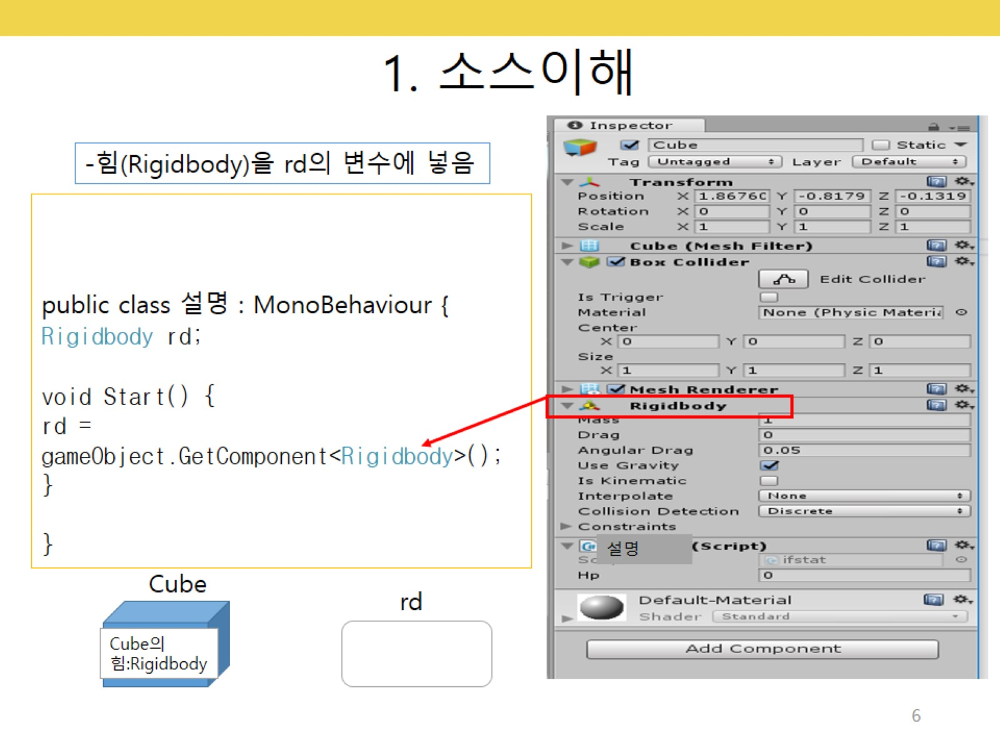 1. 소스이해
-힘(Rigidbody)을 rd의 변수에 넣음
public class 설명 : MonoBehaviour {
Rigidbody rd;
void Start() {
rd =
gameObject.GetComponent<Rigidbody>();
}
}
Cube
Cube의
힘:Rigidbody
rd
Inspector
Cube Static
Tag Untagged Layer Default
Transform
Position X 1.8676C Y -0.8179 Z -0.1319
Rotation X 0 Y 0 Z 0
Scale X 1 Y 1 Z 1
Cube (Mesh Filter)
Box Collider
Edit Collider
Is Trigger
Material None (Physic Materia
Center
X 0 Y 0 Z 0
Size
X 1 Y 1 Z 1
Mesh Renderer
Rigidbody
Mass 1
Drag 0
Angular Drag 0.05
Use Gravity
Is Kinematic
Interpolate None
Collision Detection Discrete
Constraints
설명 (Script)
ifstat
Hp 0
Default-Material
Shader Standard
Add Component
6